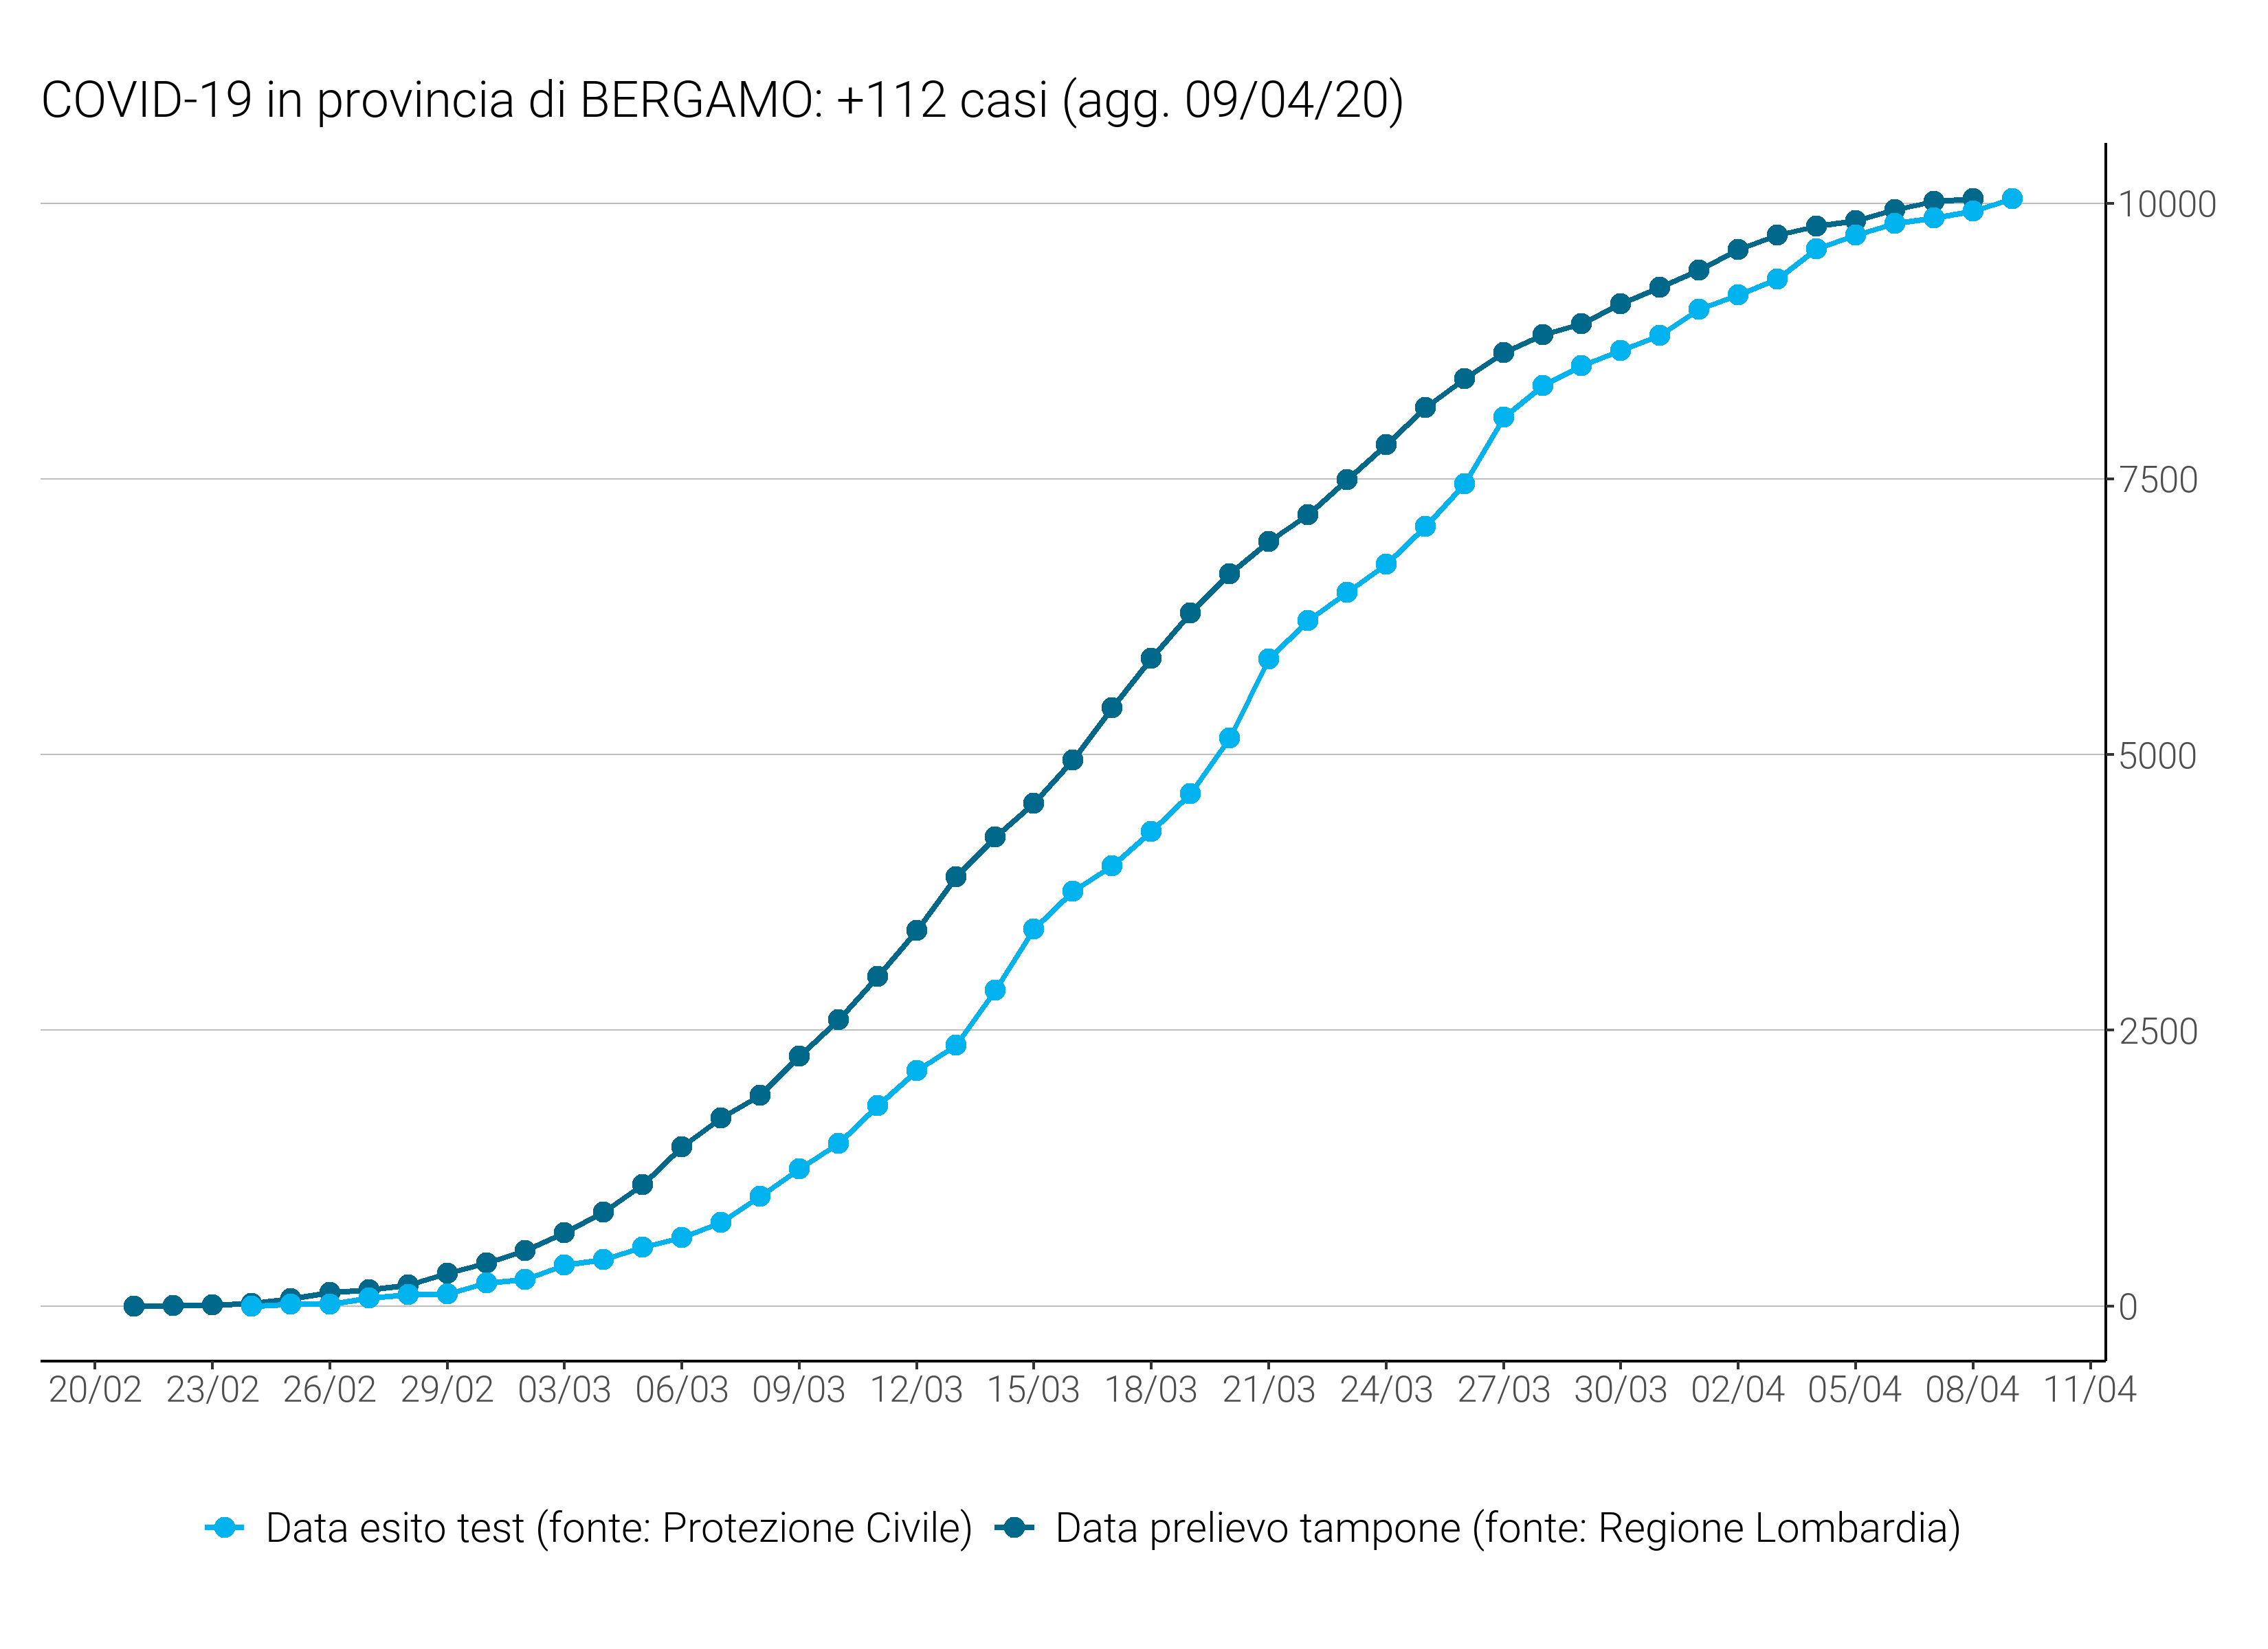 COVID-19 in provincia di BERGAMO: +112 casi (agg. 09/04/20)
10000
7500
5000
2500
0
20/02 23/02 26/02 29/02 03/03 06/03 09/03 12/03 15/03 18/03 21/03 24/03 27/03 30/03 02/04 05/04 08/04 11/04
Data esito test (fonte: Protezione Civile) Data prelievo tampone (fonte: Regione Lombardia)